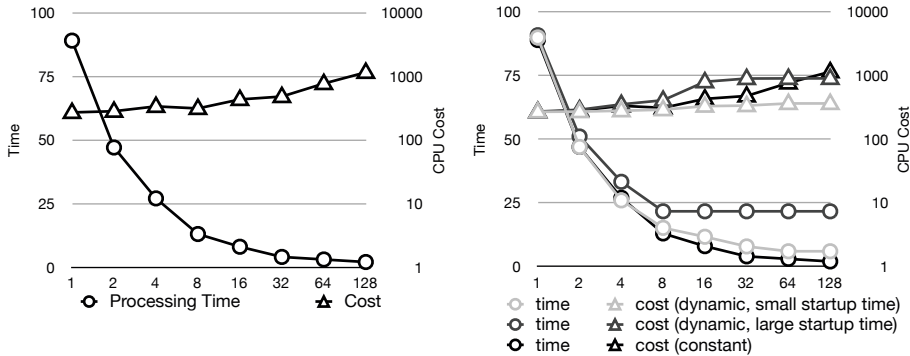 100
75
50
25
0
Time
10000
1000
100
10
1
CPU Cost
1 2 4 8 16 32 64 128
Processing Time
Cost
100
75
50
25
0
Time
10000
1000
100
10
1
CPU Cost
1 2 4 8 16 32 64 128
time cost (dynamic, small startup time)
time cost (dynamic, large startup time)
time cost (constant)